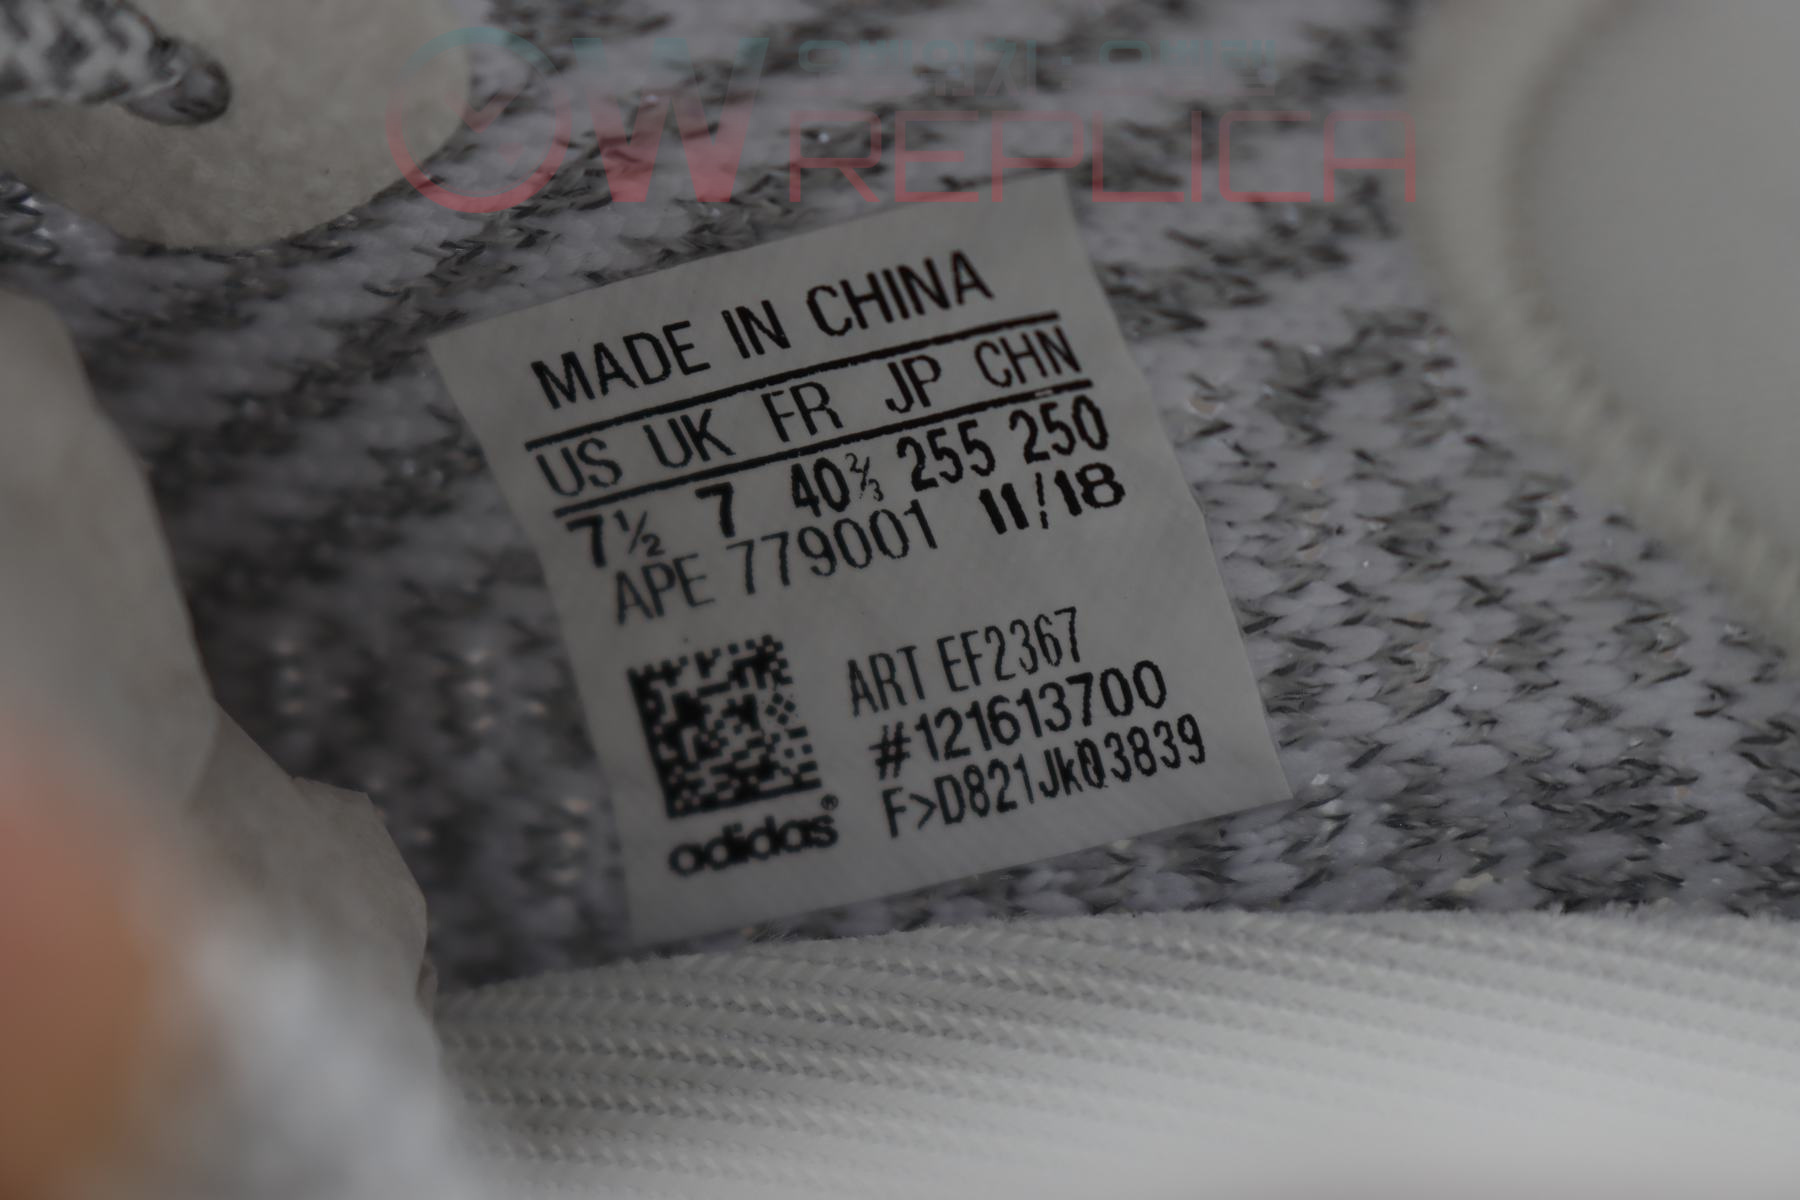 OW REPLICA
MADE IN CHINA
US UK FR JP CHN
7½ 7 40⅔ 255 250
APE 779001 11/18
ART EF2367
#121613700
F>D821JkQ3839
adidas®